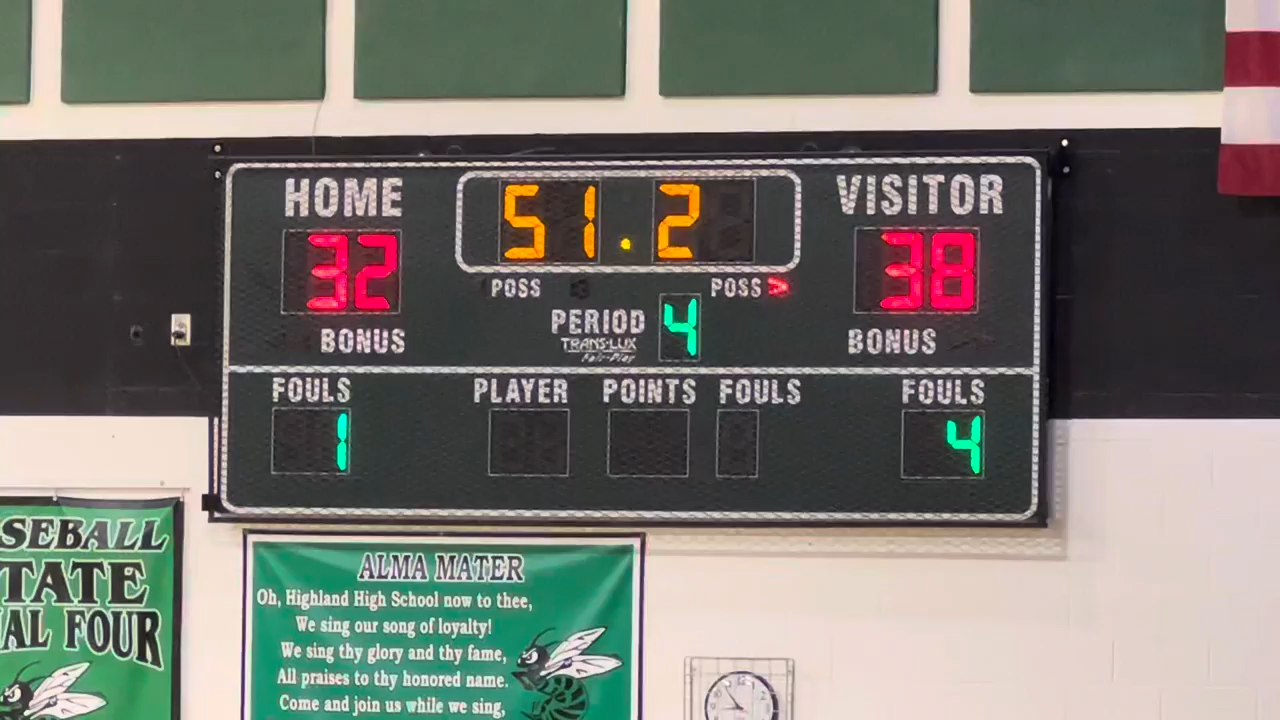 HOME
51.2
VISITOR
32
38
POSS
POSS >
PERIOD 4
TRANS-LUX
Fair-Play
BONUS
BONUS
FOULS
PLAYER
POINTS
FOULS
FOULS
1
4
SEBALL
TATE
AL FOUR
ALMA MATER
Oh, Highland High School now to thee,
We sing our song of loyalty!
We sing thy glory and thy fame,
All praises to thy honored name.
Come and join us while we sing,